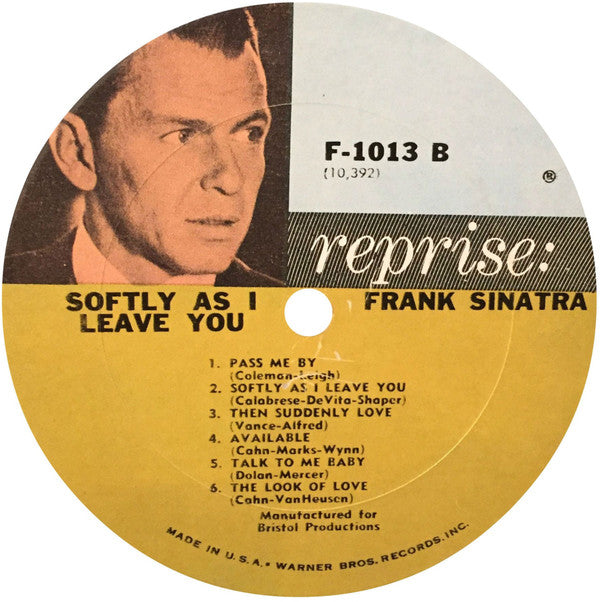 F-1013 B
(10,392)
®
reprise:
SOFTLY AS I
LEAVE YOU
FRANK SINATRA
1. PASS ME BY
(Coleman-Leigh)
2. SOFTLY AS I LEAVE YOU
(Calabrese-DeVita-Shaper)
3. THEN SUDDENLY LOVE
(Vance-Alfred)
4. AVAILABLE
(Cahn-Marks-Wynn)
5. TALK TO ME BABY
(Dolan-Mercer)
6. THE LOOK OF LOVE
(Cahn-VanHeusen)
Manufactured for
Bristol Productions
MADE IN U.S.A. • WARNER BROS. RECORDS, INC.